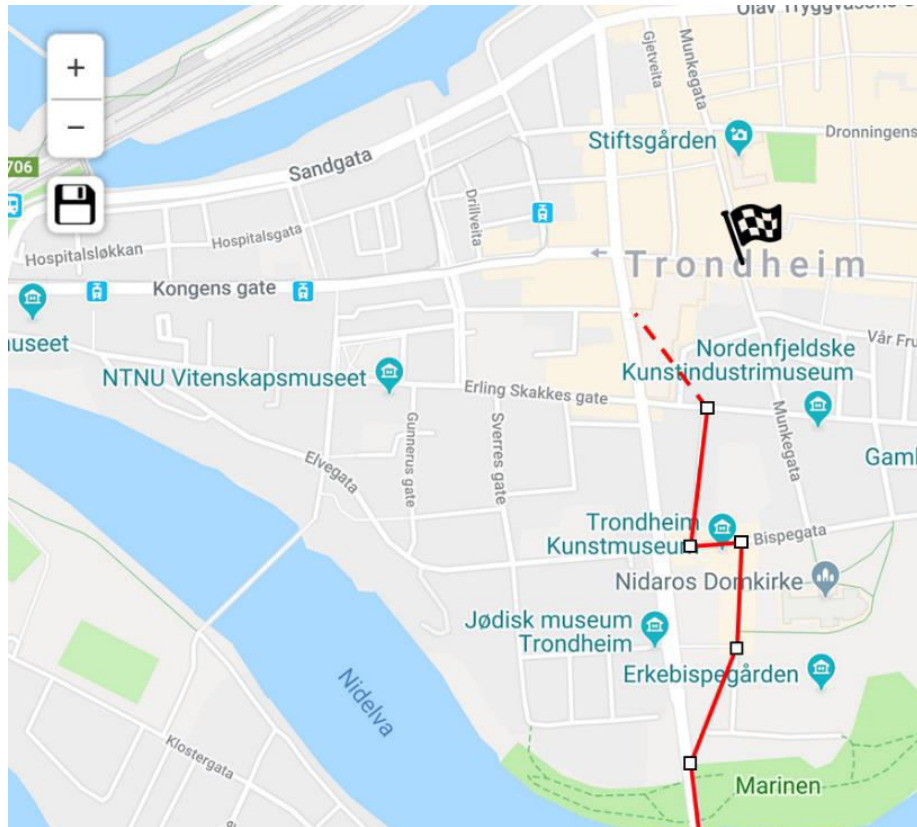 Olav Tryggvasons
+
−
706
Gjetveita
Munkegata
Stiftsgården
Dronningens
Sandgata
Drillveita
Hospitalsgata
Hospitalsløkkan
Trondheim
Kongens gate
useet
Nordenfjeldske
Kunstindustrimuseum
Vår Fru
NTNU Vitenskapsmuseet
Erling Skakkes gate
Gunnerus gate
Sverres gate
Munkegata
Elvegata
Trondheim
Kunstmuseum
Bispegata
Nidaros Domkirke
Jødisk museum
Trondheim
Erkebispegården
Nidelva
Klostergata
Marinen